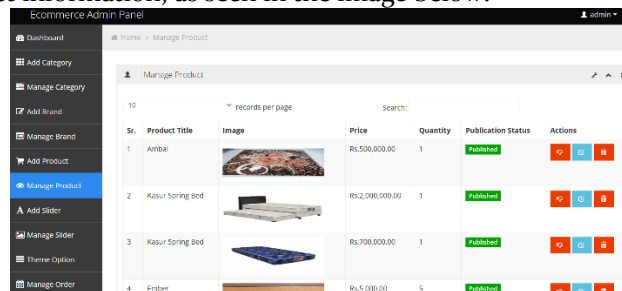 Ecommerce Admin Panel
admin
Dashboard
Home > Manage Product
Add Category
Manage Product
Manage Category
10 records per page Search:
Add Brand
Sr. Product Title Image Price Quantity Publication Status Actions
Manage Brand
1 Ambal Rs.500,000.00 1 Published
Add Product
Manage Product
2 Kasur Spring Bed Rs.2,000,000.00 1 Published
Add Slider
Manage Slider
3 Kasur Spring Bed Rs.700,000.00 1 Published
Theme Option
Manage Order
4 Ember Rs.5,000.00 5 Published